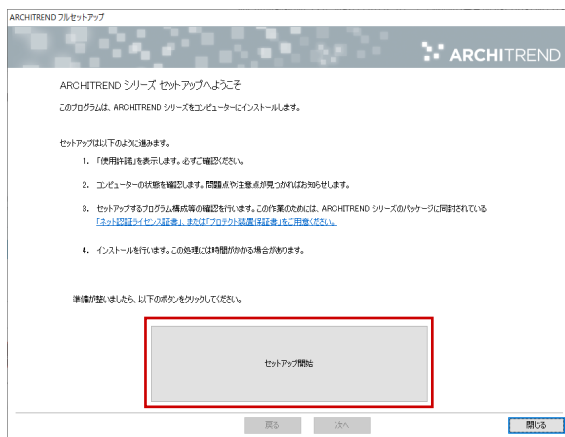 ARCHITREND フルセットアップ
ARCHITREND
ARCHITREND シリーズ セットアップへようこそ
このプログラムは、ARCHITREND シリーズをコンピューターにインストールします。
セットアップは以下のように進みます。
1. 「使用許諾」を表示します。必ずご確認ください。
2. コンピューターの状態を確認します。問題点や注意点が見つかればお知らせします。
3. セットアップするプログラム構成等の確認を行います。この作業のためには、ARCHITREND シリーズのパッケージに同封されている
「ネット認証ライセンス証書」、または「プロテクト装置保証書」をご用意ください。
4. インストールを行います。この処理には時間がかかる場合があります。
準備が整いましたら、以下のボタンをクリックしてください。
セットアップ開始
戻る 次へ 閉じる